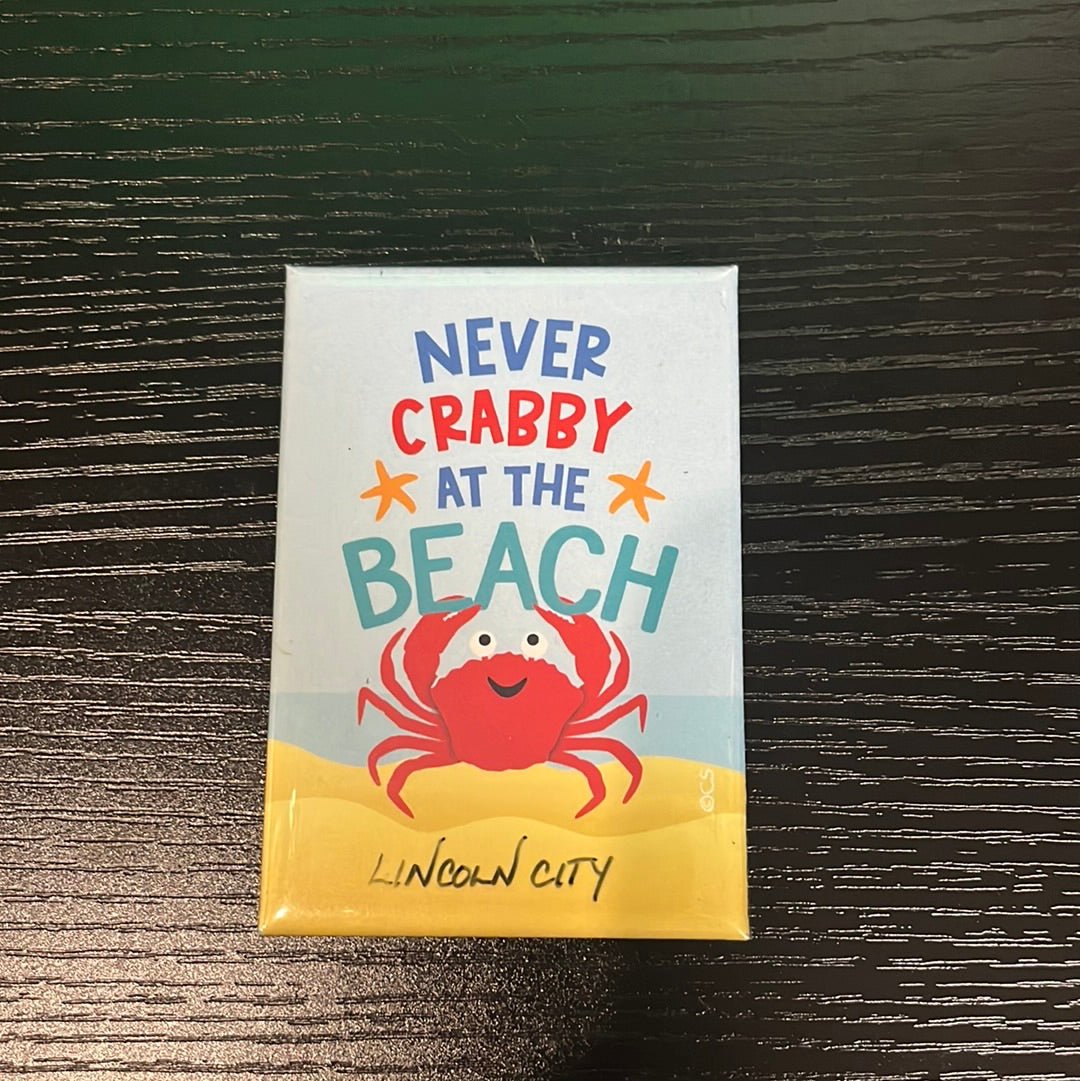 NEVER
CRABBY
AT THE
BEACH
©CS
LINCOLN CITY